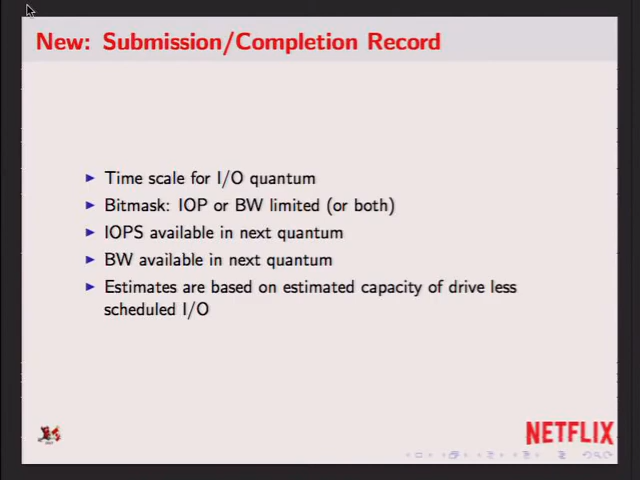 New: Submission/Completion Record
Time scale for I/O quantum
Bitmask: IOP or BW limited (or both)
IOPS available in next quantum
BW available in next quantum
Estimates are based on estimated capacity of drive less
scheduled I/O
NETFLIX